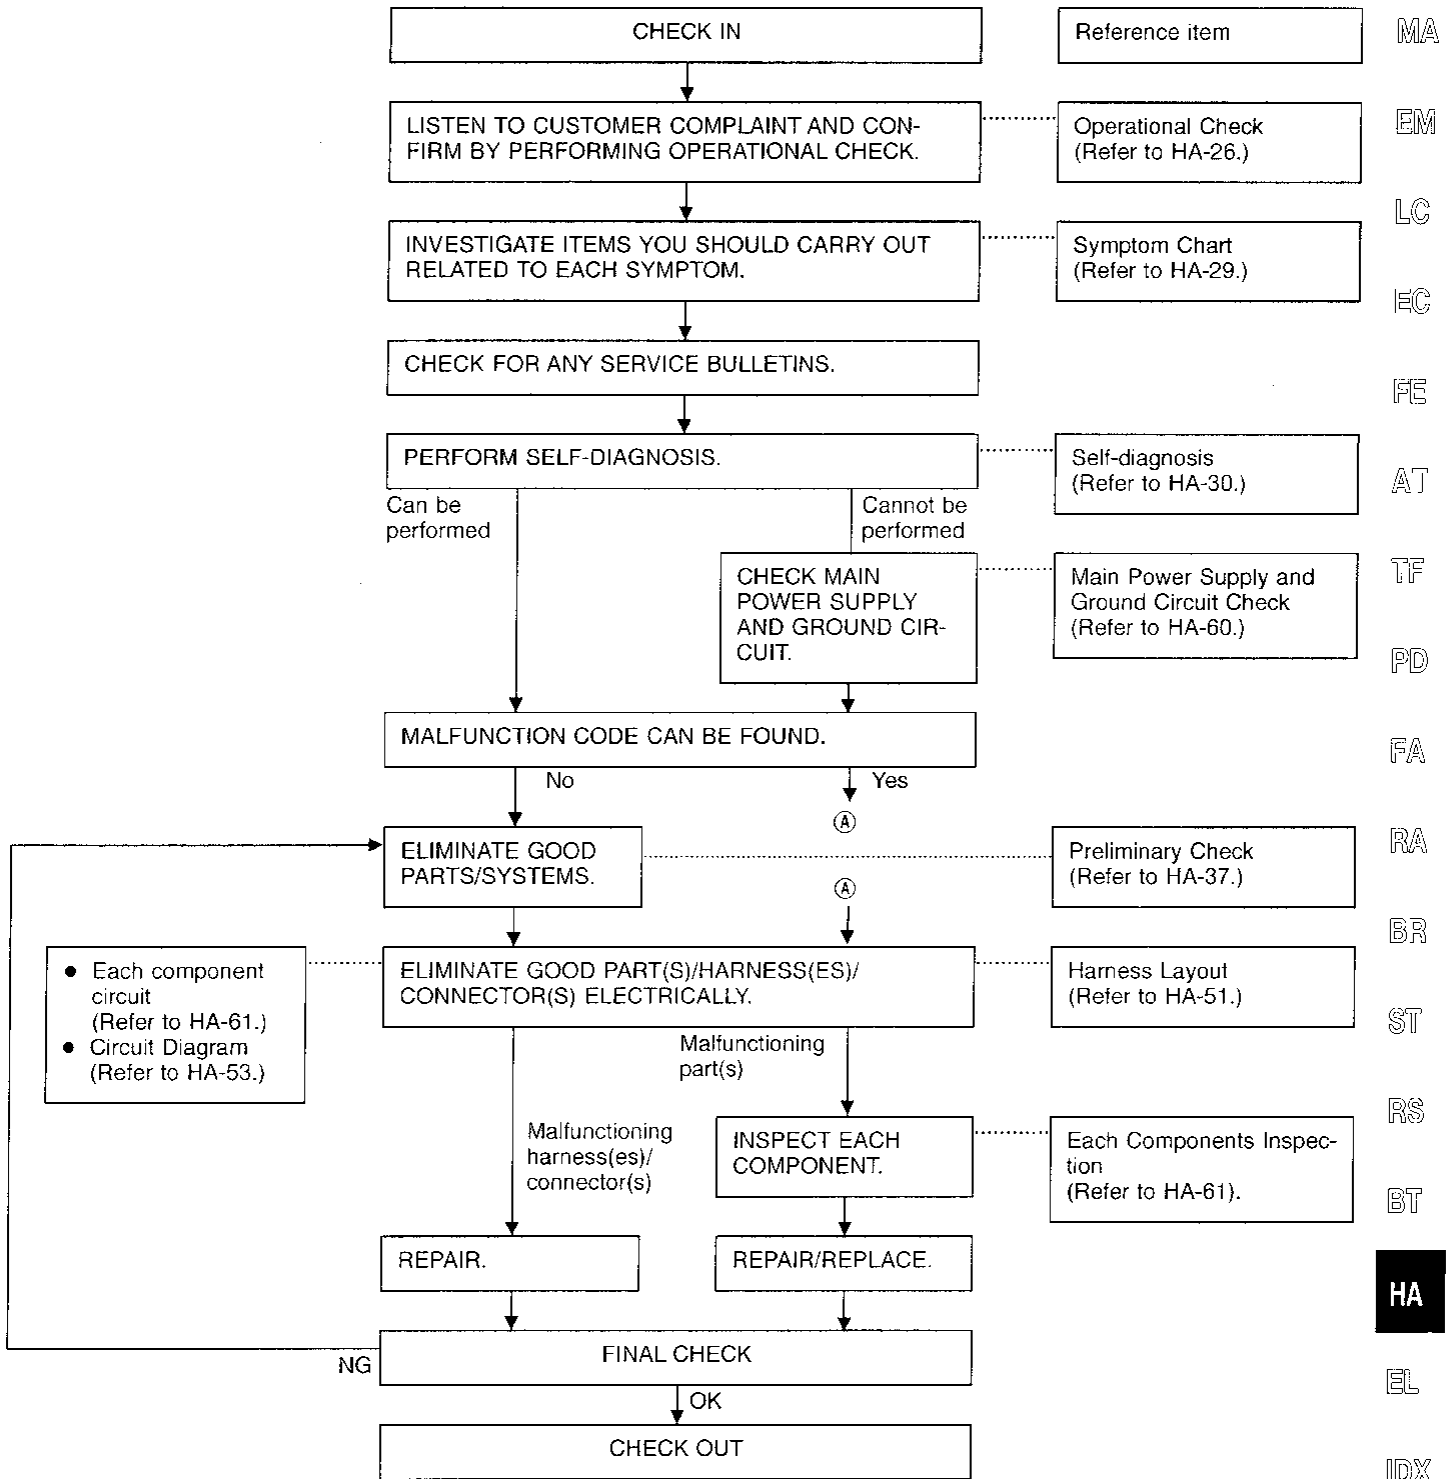 CHECK IN
Reference item
MA
LISTEN TO CUSTOMER COMPLAINT AND CON-
FIRM BY PERFORMING OPERATIONAL CHECK.
Operational Check
(Refer to HA-26.)
EM
LC
INVESTIGATE ITEMS YOU SHOULD CARRY OUT
RELATED TO EACH SYMPTOM.
Symptom Chart
(Refer to HA-29.)
EC
CHECK FOR ANY SERVICE BULLETINS.
FE
PERFORM SELF-DIAGNOSIS.
Self-diagnosis
(Refer to HA-30.)
AT
Can be
performed
Cannot be
performed
CHECK MAIN
POWER SUPPLY
AND GROUND CIR-
CUIT.
Main Power Supply and
Ground Circuit Check
(Refer to HA-60.)
TF
PD
MALFUNCTION CODE CAN BE FOUND.
FA
No
Yes
A
ELIMINATE GOOD
PARTS/SYSTEMS.
Preliminary Check
(Refer to HA-37.)
RA
A
BR
● Each component
circuit
(Refer to HA-61.)
● Circuit Diagram
(Refer to HA-53.)
ELIMINATE GOOD PART(S)/HARNESS(ES)/
CONNECTOR(S) ELECTRICALLY.
Harness Layout
(Refer to HA-51.)
ST
Malfunctioning
part(s)
RS
Malfunctioning
harness(es)/
connector(s)
INSPECT EACH
COMPONENT.
Each Components Inspec-
tion
(Refer to HA-61).
BT
REPAIR.
REPAIR/REPLACE.
HA
FINAL CHECK
NG
EL
OK
CHECK OUT
IDX